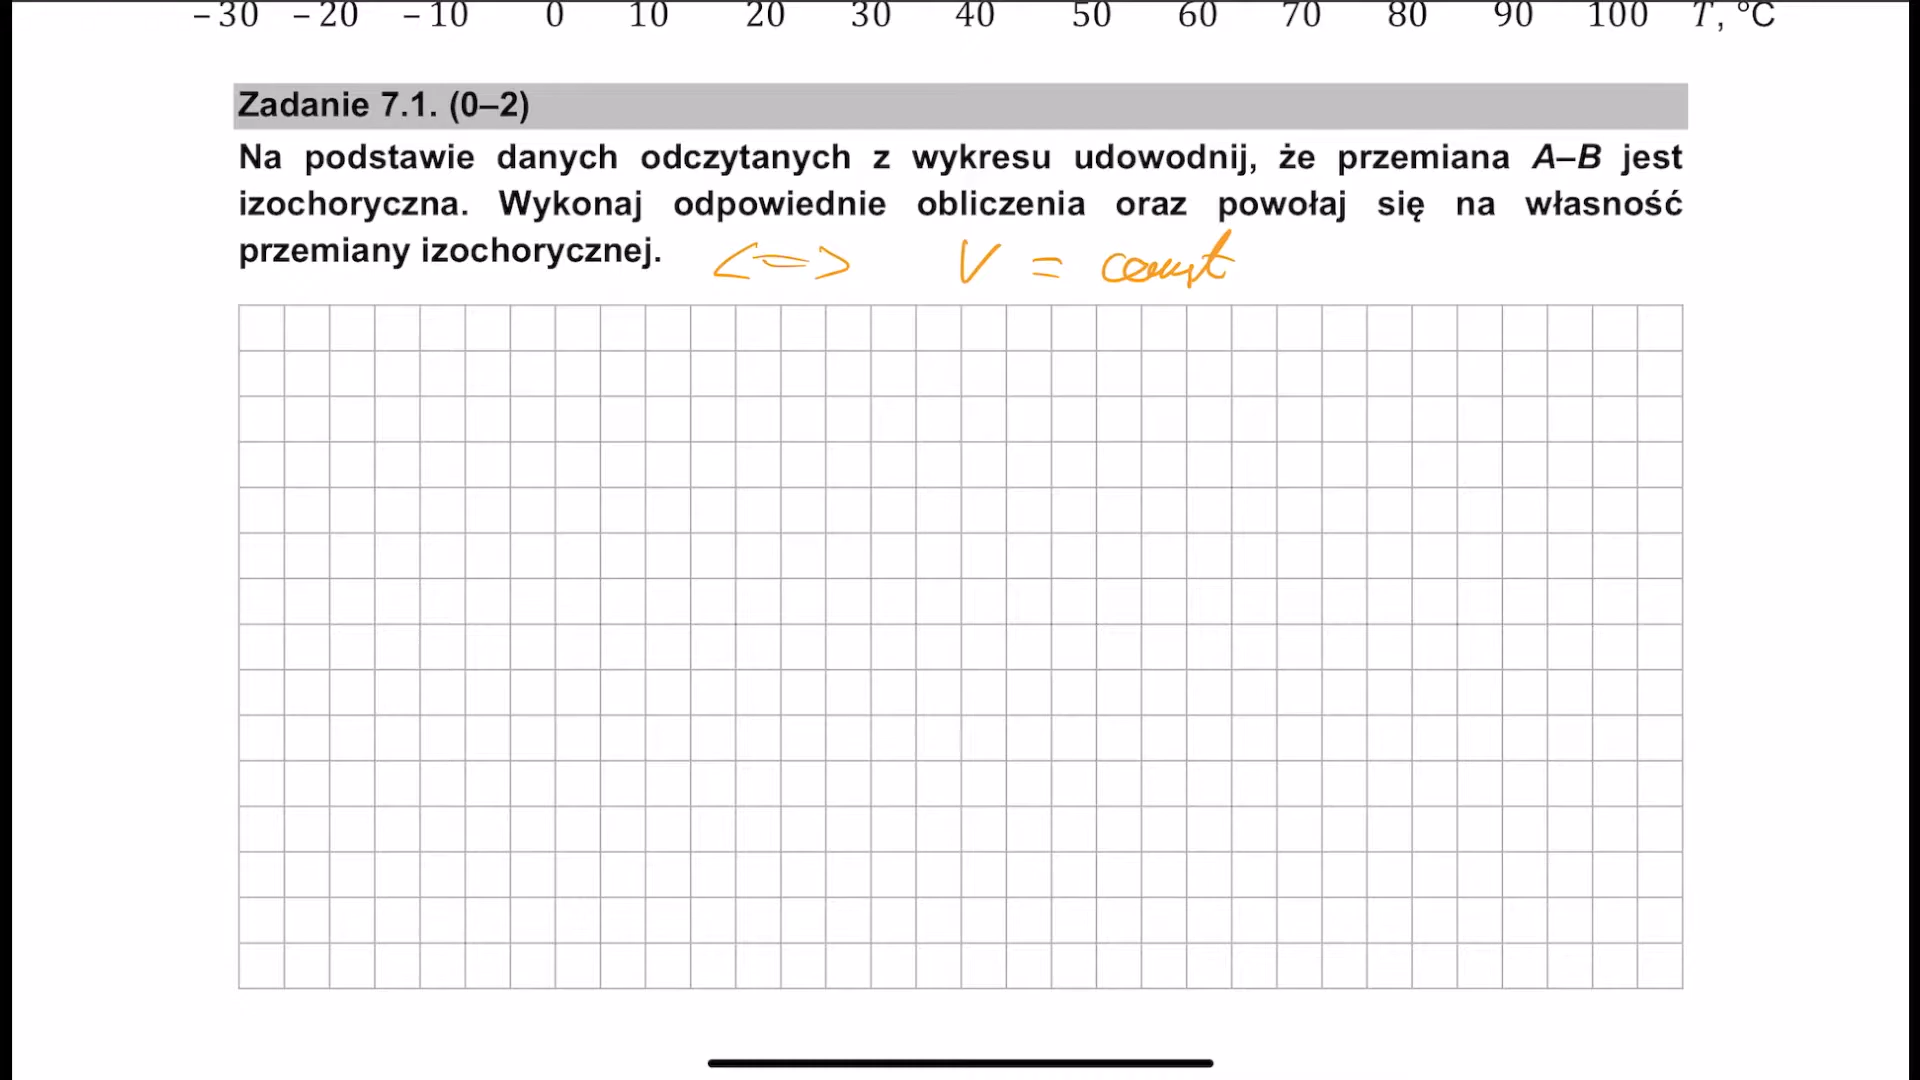 −30 −20 −10 0 10 20 30 40 50 60 70 80 90 100 T, °C
Zadanie 7.1. (0–2)
Na podstawie danych odczytanych z wykresu udowodnij, że przemiana A–B jest
izochoryczna. Wykonaj odpowiednie obliczenia oraz powołaj się na własność
przemiany izochorycznej. <=> V = const